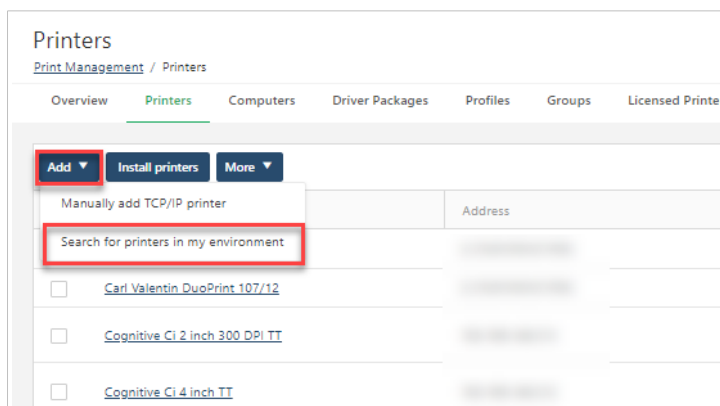 Printers
Print Management / Printers
Overview Printers Computers Driver Packages Profiles Groups Licensed Printe
Add Install printers More
Manually add TCP/IP printer
Address
Search for printers in my environment
Carl Valentin DuoPrint 107/12
Cognitive Ci 2 inch 300 DPI TT
Cognitive Ci 4 inch TT